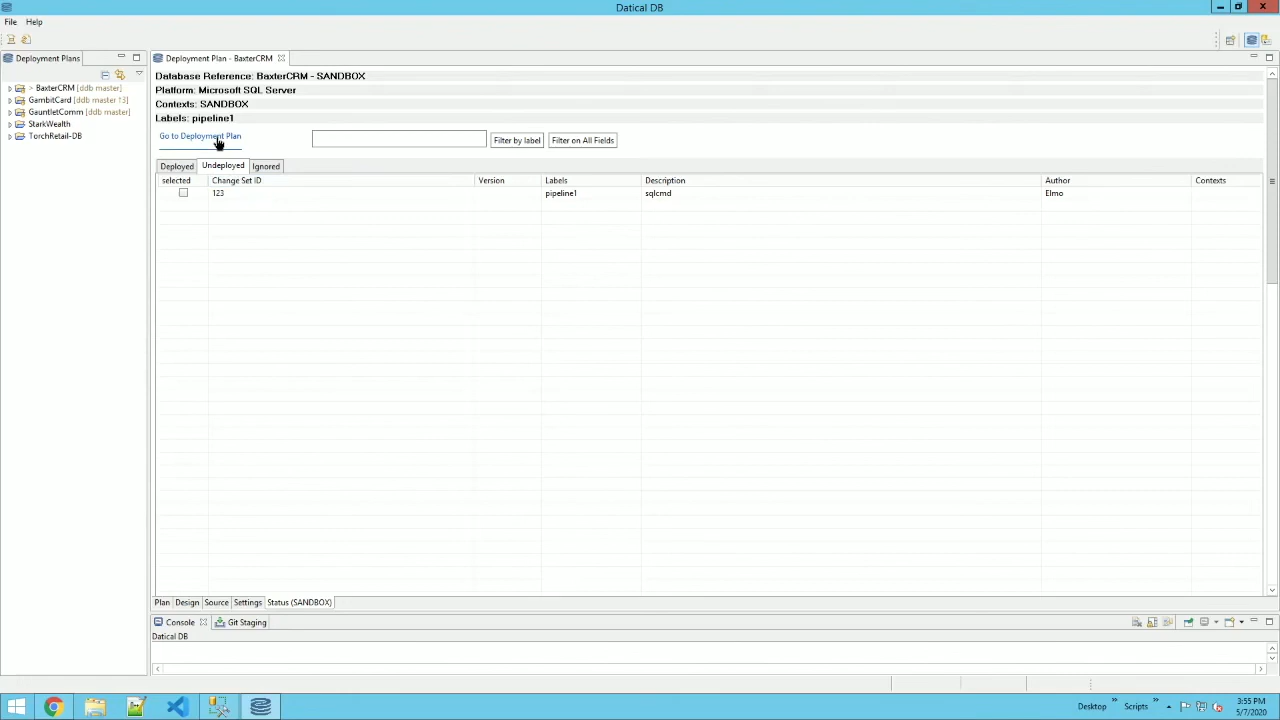 Datical DB
File Help
Deployment Plans
> BaxterCRM [ddb master]
GambitCard [ddb master 13]
GauntletComm [ddb master]
StarkWealth
TorchRetail-DB
Deployment Plan - BaxterCRM
Database Reference: BaxterCRM - SANDBOX
Platform: Microsoft SQL Server
Contexts: SANDBOX
Labels: pipeline1
Go to Deployment Plan Filter by label Filter on All Fields
Deployed Undeployed Ignored
selected Change Set ID Version Labels Description Author Contexts
123 pipeline1 sqlcmd Elmo
Plan Design Source Settings Status (SANDBOX)
Console Git Staging
Datical DB
Desktop Scripts
3:55 PM
5/7/2020